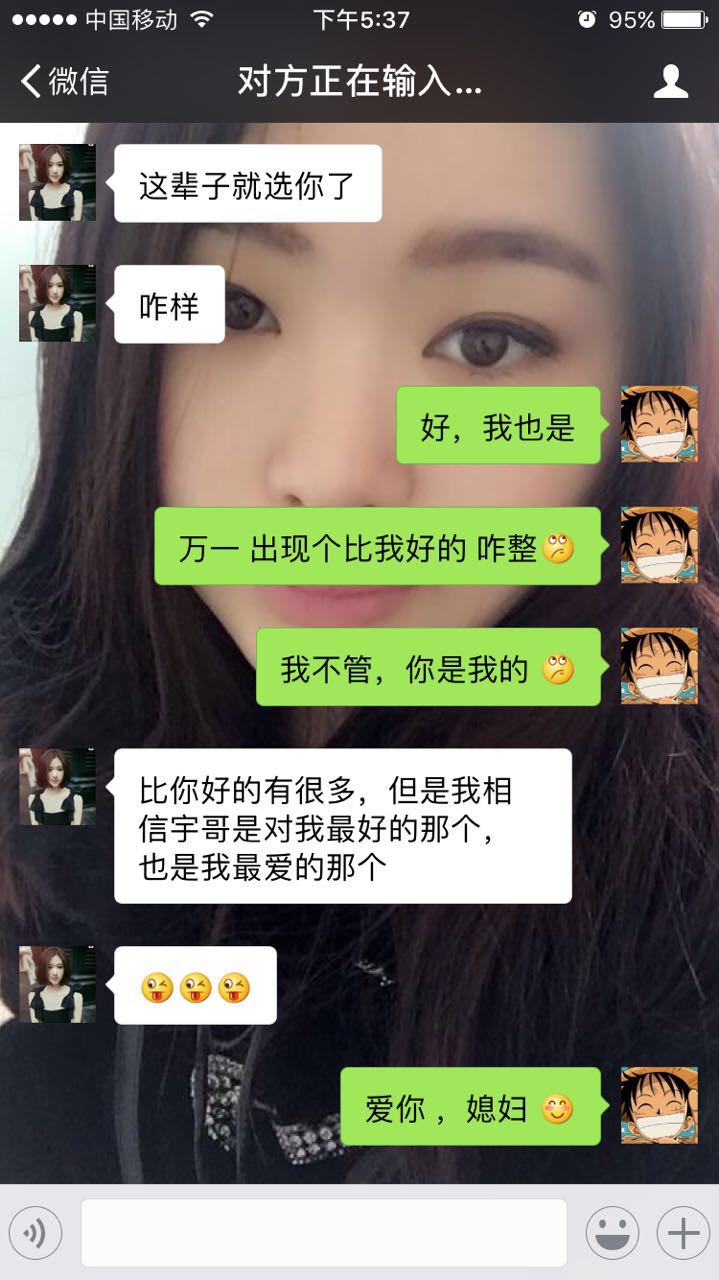 中国移动 下午5:37 95%
微信 对方正在输入...
这辈子就选你了
咋样
好，我也是
万一 出现个比我好的 咋整
我不管，你是我的
比你好的有很多，但是我相
信宇哥是对我最好的那个，
也是我最爱的那个
爱你 ，媳妇